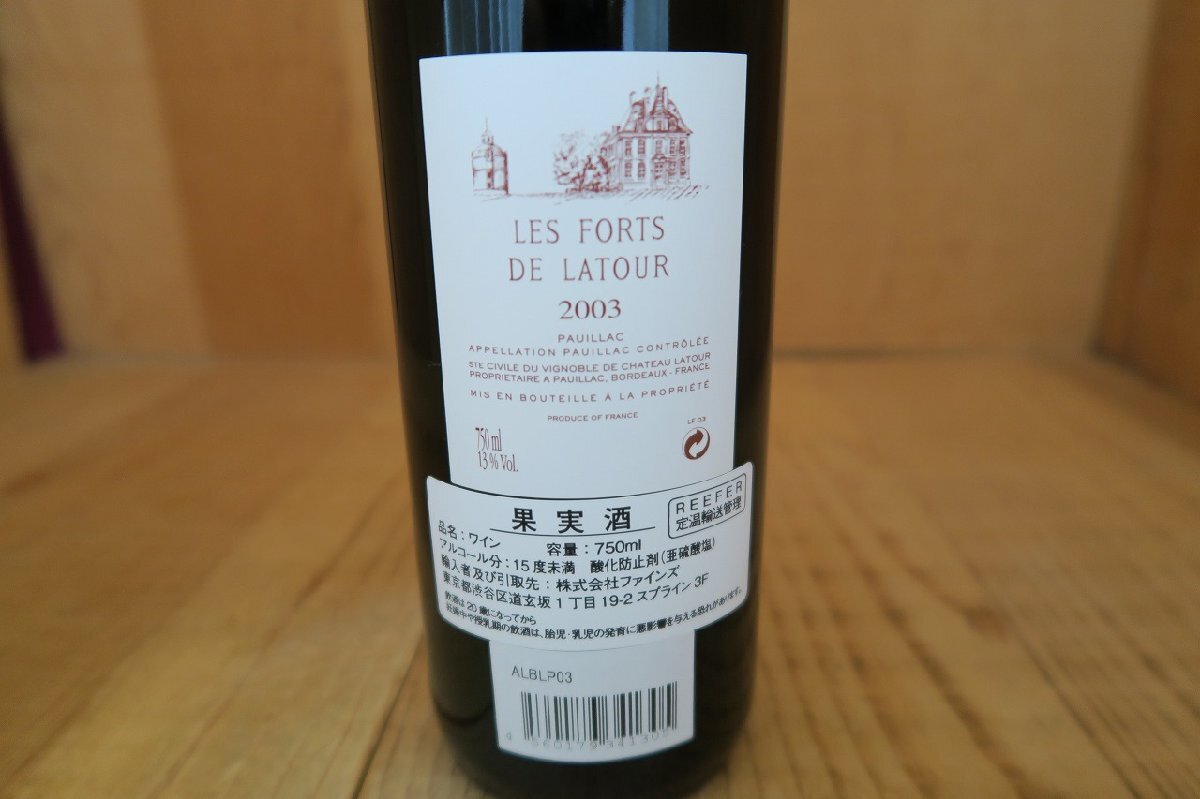 LES FORTS
DE LATOUR
2003
PAUILLAC
APPELLATION PAUILLAC CONTRÔLÉE
STE CIVILE DU VIGNOBLE DE CHATEAU LATOUR
PROPRIETAIRE A PAUILLAC, BORDEAUX - FRANCE
MIS EN BOUTEILLE À LA PROPRIÉTÉ
PRODUCE OF FRANCE
LF 03
750 ml
13% Vol.
果実酒
REEFER
定温輸送管理
品名：ワイン 容量：750ml
アルコール分：15度未満 酸化防止剤(亜硫酸塩)
輸入者及び引取先：株式会社ファインズ
東京都渋谷区道玄坂1丁目19-2 スプライン 3F
飲酒は20歳になってから
妊娠中や授乳期の飲酒は、胎児・乳児の発育に悪影響を与える恐れがあります。
ALBLP03